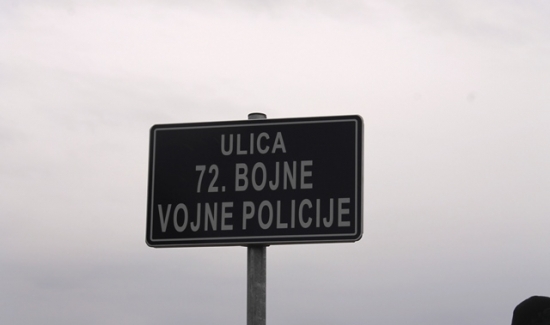 ULICA
72. BOJNE
VOJNE POLICIJE